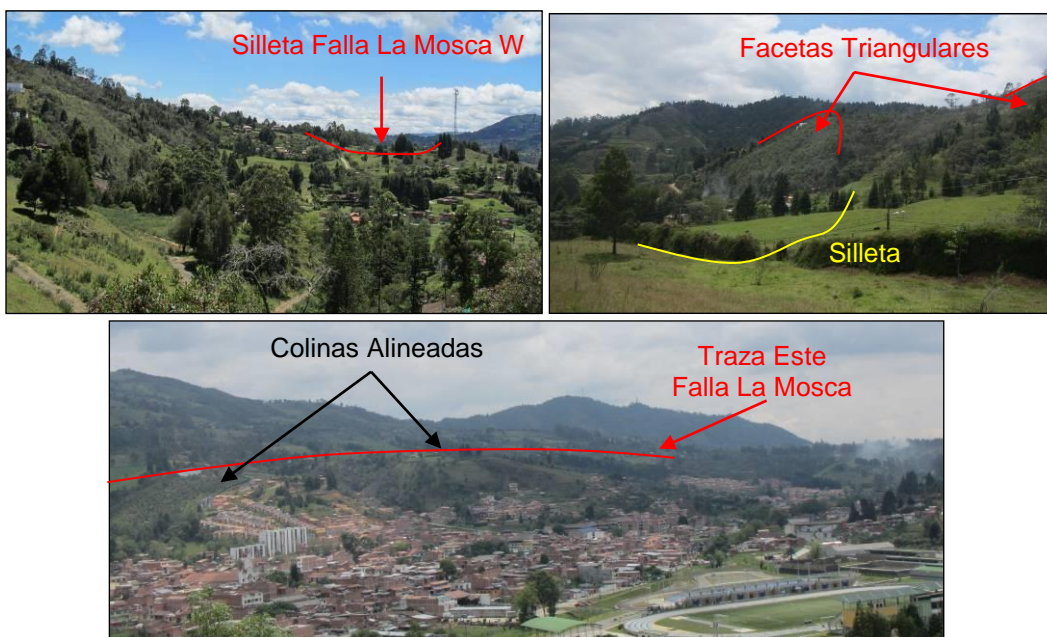 Silleta Falla La Mosca W
Facetas Triangulares
Silleta
Colinas Alineadas
Traza Este
Falla La Mosca